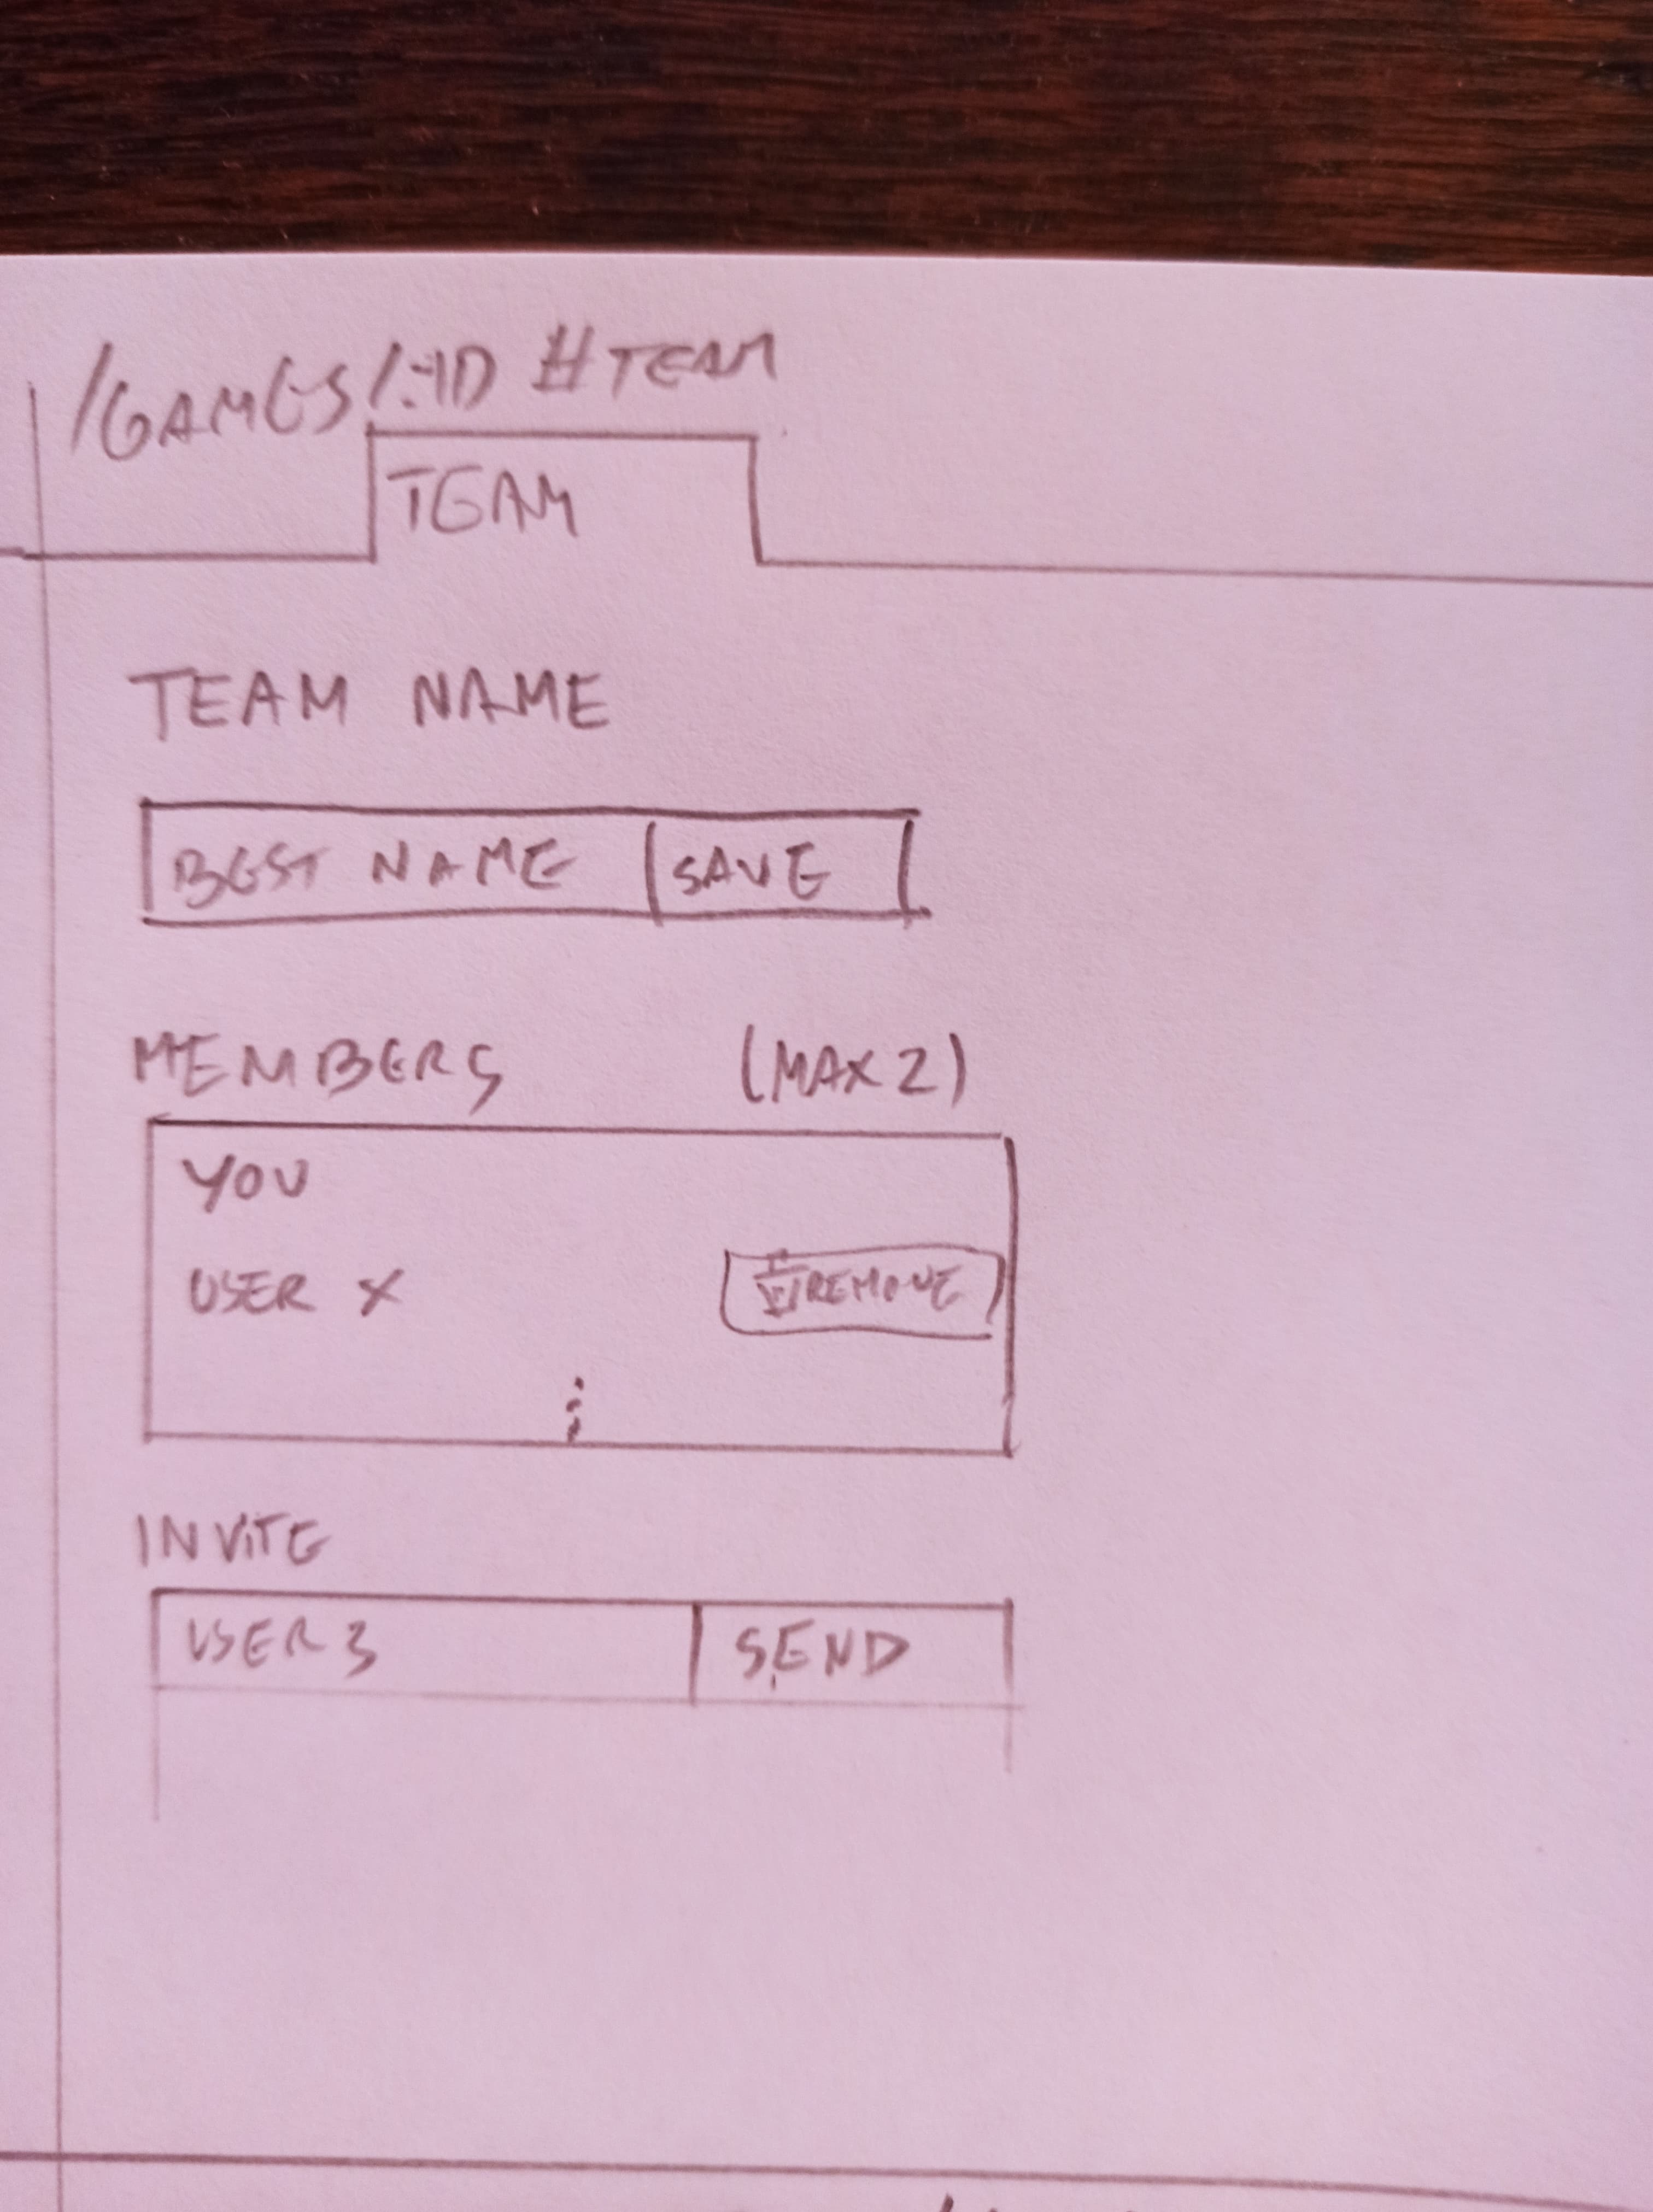 /GAMES/:ID #TEAM
TEAM
TEAM NAME
BEST NAME SAVE
MEMBERS (MAX 2)
YOU
USER X REMOVE
INVITE
USER 3 SEND